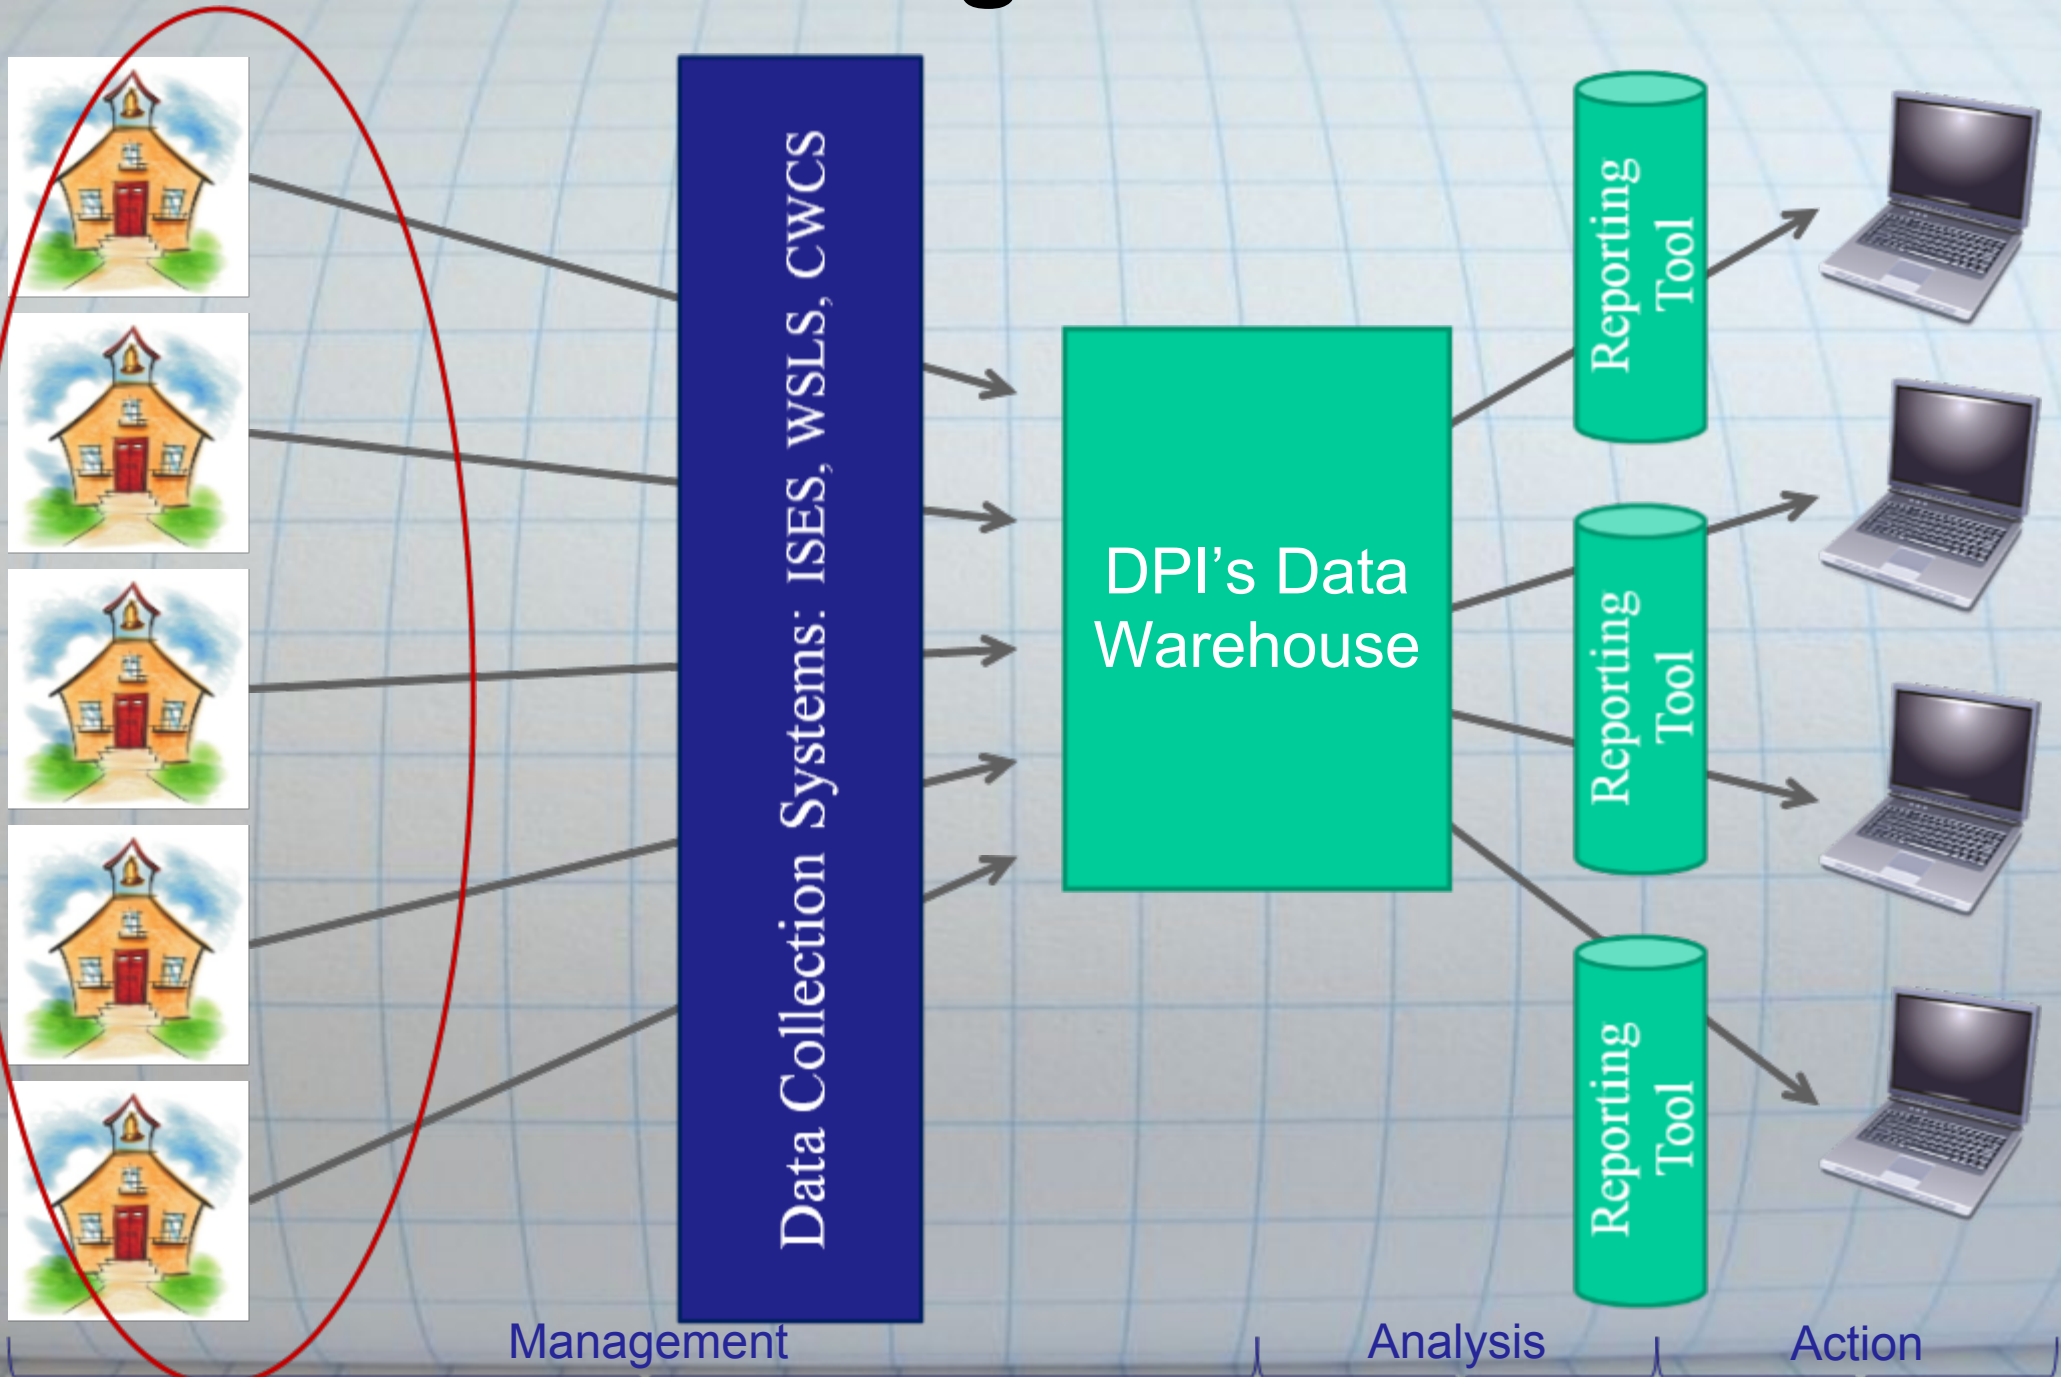 Data Collection Systems: ISES, WSLS, CWCS
DPI's Data
Warehouse
Reporting
Tool
Reporting
Tool
Reporting
Tool
Management
Analysis
Action